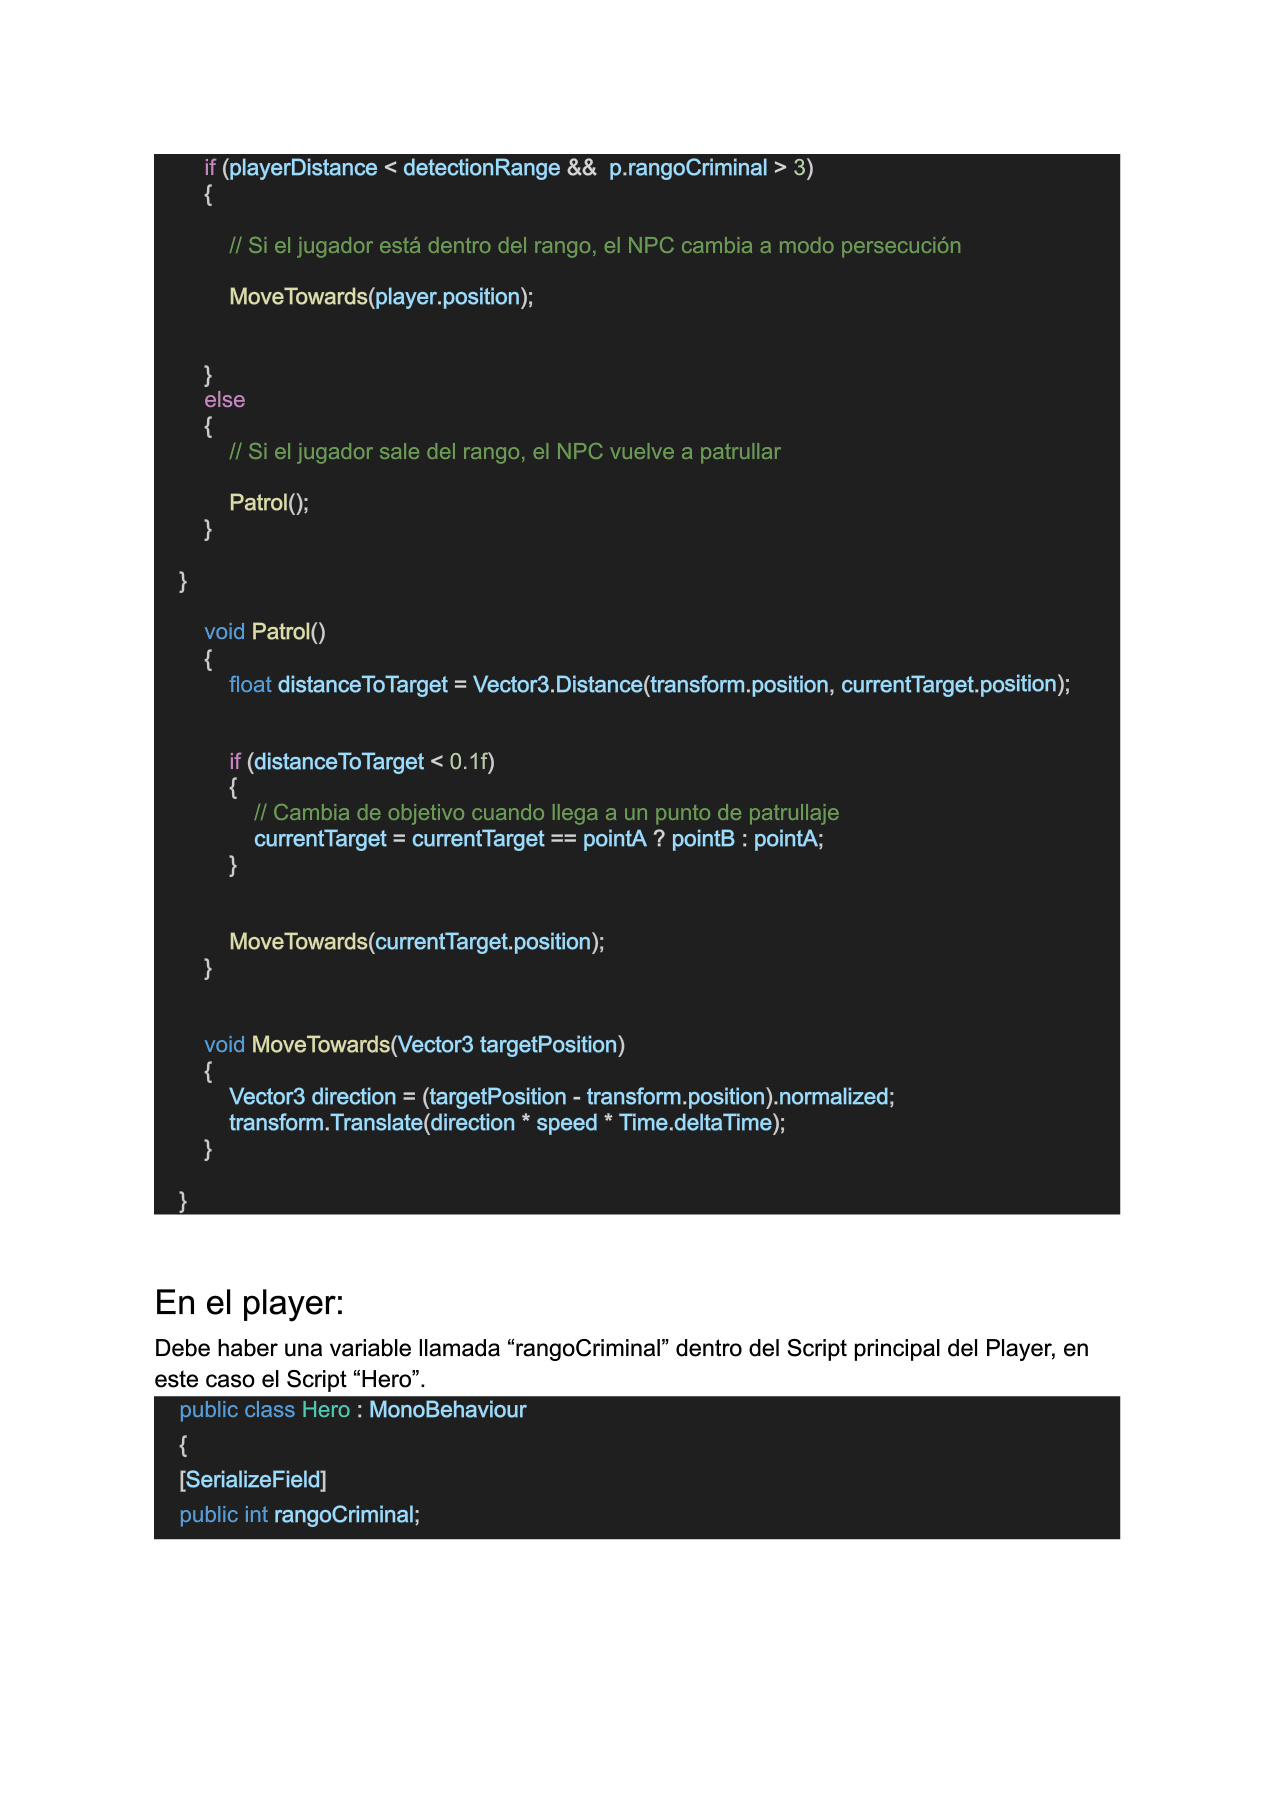 if (playerDistance < detectionRange &&  p.rangoCriminal > 3)
{
// Si el jugador está dentro del rango, el NPC cambia a modo persecución
MoveTowards(player.position);
}
else
{
// Si el jugador sale del rango, el NPC vuelve a patrullar
Patrol();
}
}
void Patrol()
{
float distanceToTarget = Vector3.Distance(transform.position, currentTarget.position);
if (distanceToTarget < 0.1f)
{
// Cambia de objetivo cuando llega a un punto de patrullaje
currentTarget = currentTarget == pointA ? pointB : pointA;
}
MoveTowards(currentTarget.position);
}
void MoveTowards(Vector3 targetPosition)
{
Vector3 direction = (targetPosition - transform.position).normalized;
transform.Translate(direction * speed * Time.deltaTime);
}
}
En el player:
Debe haber una variable llamada “rangoCriminal” dentro del Script principal del Player, en
este caso el Script “Hero”.
public class Hero : MonoBehaviour
{
[SerializeField]
public int rangoCriminal;